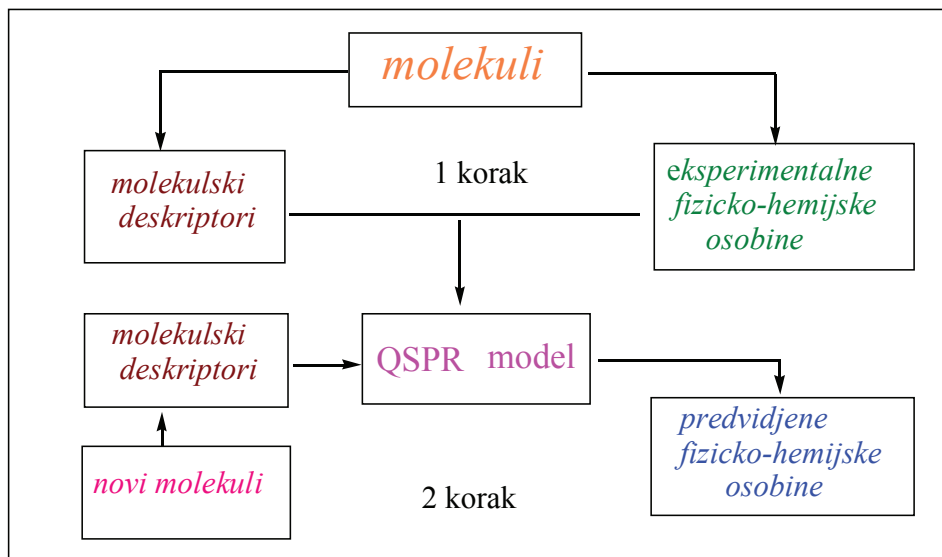 molekuli
molekulski
deskriptori
1 korak
eksperimentalne
fizicko-hemijske
osobine
molekulski
deskriptori
QSPR model
predvidjene
fizicko-hemijske
osobine
novi molekuli
2 korak